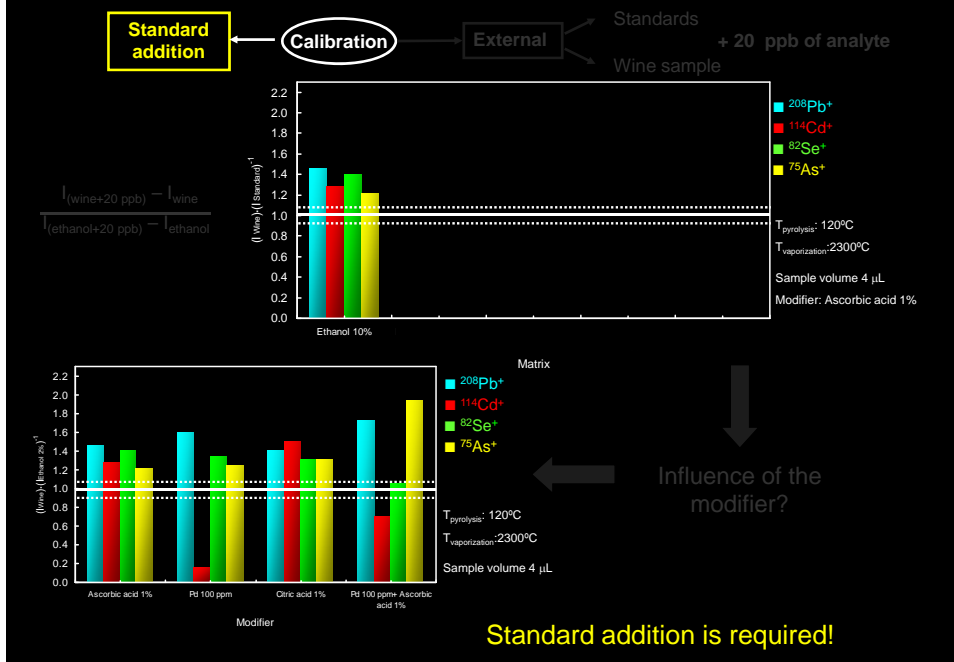 Standard
addition
Calibration
External
Standards
Wine sample
+ 20 ppb of analyte
I(wine+20 ppb) – Iwine
I(ethanol+20 ppb) – Iethanol
(I Wine)·(I Standard)-1
2.2
2.0
1.8
1.6
1.4
1.2
1.0
0.8
0.6
0.4
0.2
0.0
Ethanol 10%
208Pb+
114Cd+
82Se+
75As+
Tpyrolysis: 120ºC
Tvaporization:2300ºC
Sample volume 4 μL
Modifier: Ascorbic acid 1%
Matrix
(IWine)·(IEthanol 2%)-1
2.2
2.0
1.8
1.6
1.4
1.2
1.0
0.8
0.6
0.4
0.2
0.0
Ascorbic acid 1%
Pd 100 ppm
Citric acid 1%
Pd 100 ppm+ Ascorbic
acid 1%
Modifier
208Pb+
114Cd+
82Se+
75As+
Tpyrolysis: 120ºC
Tvaporization:2300ºC
Sample volume 4 μL
Influence of the
modifier?
Standard addition is required!